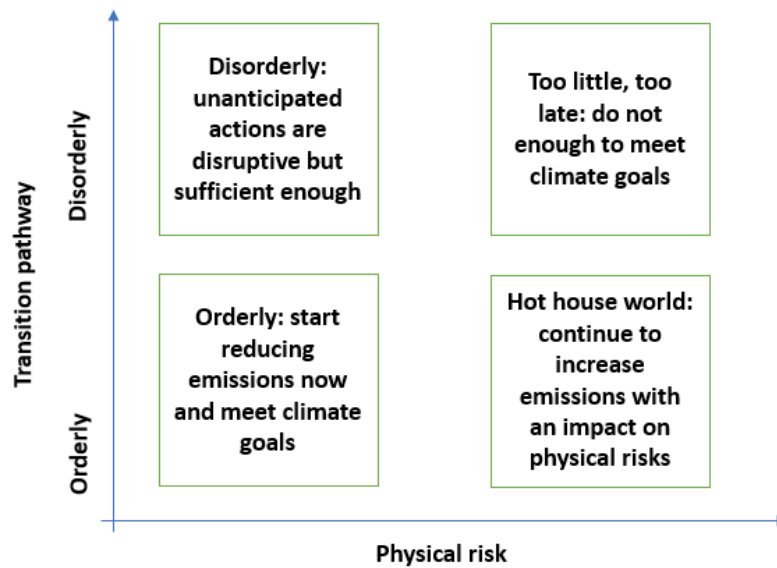 Transition pathway
Disorderly
Orderly
Disorderly:
unanticipated
actions are
disruptive but
sufficient enough
Too little, too
late: do not
enough to meet
climate goals
Orderly: start
reducing
emissions now
and meet climate
goals
Hot house world:
continue to
increase
emissions with
an impact on
physical risks
Physical risk